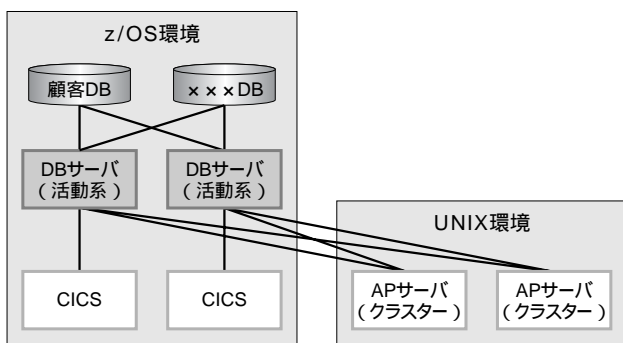 z/OS環境
顧客DB
×××DB
DBサーバ
(活動系)
DBサーバ
(活動系)
UNIX環境
CICS
CICS
APサーバ
(クラスター)
APサーバ
(クラスター)